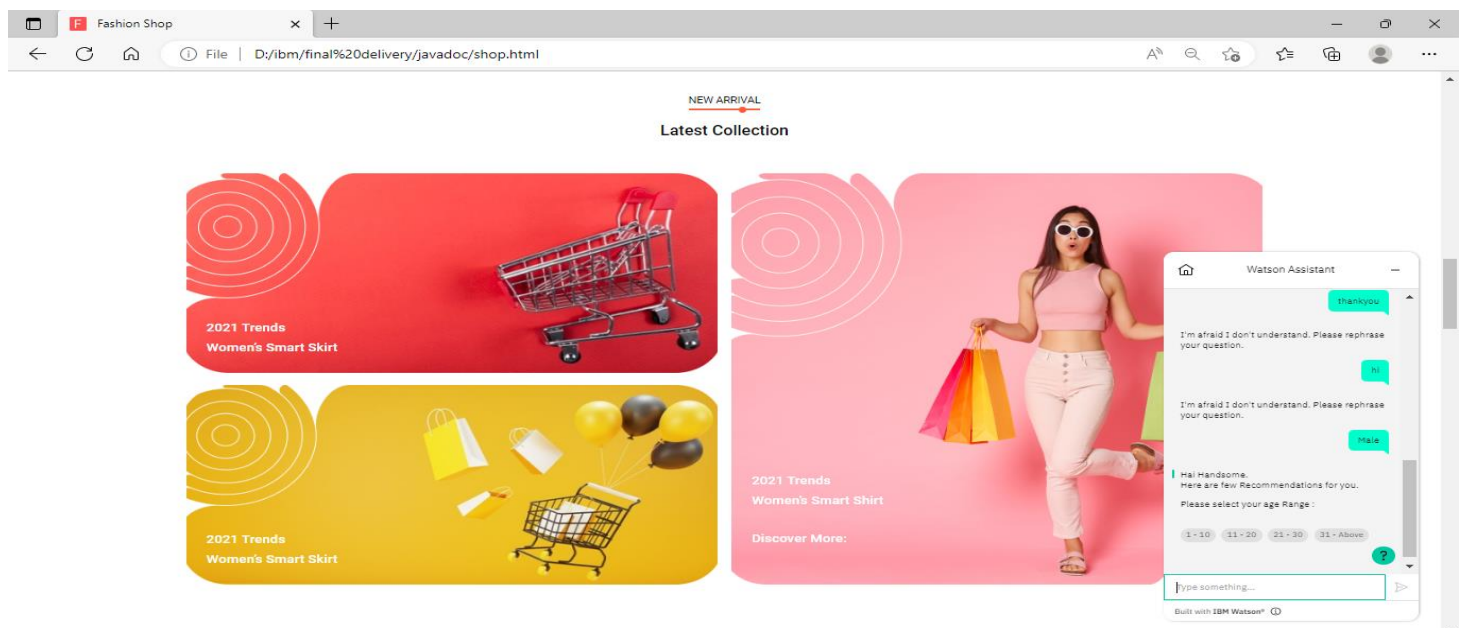 F Fashion Shop
File | D:/ibm/final%20delivery/javadoc/shop.html
NEW ARRIVAL
Latest Collection
2021 Trends
Women's Smart Skirt
2021 Trends
Women's Smart Skirt
2021 Trends
Women's Smart Shirt
Discover More:
Watson Assistant
thankyou
I'm afraid I don't understand. Please rephrase
your question.
hi
I'm afraid I don't understand. Please rephrase
your question.
Male
Hai Handsome.
Here are few Recommendations for you.
Please select your age Range :
1 - 10 11 - 20 21 - 30 31 - Above
?
Type something...
Built with IBM Watson®